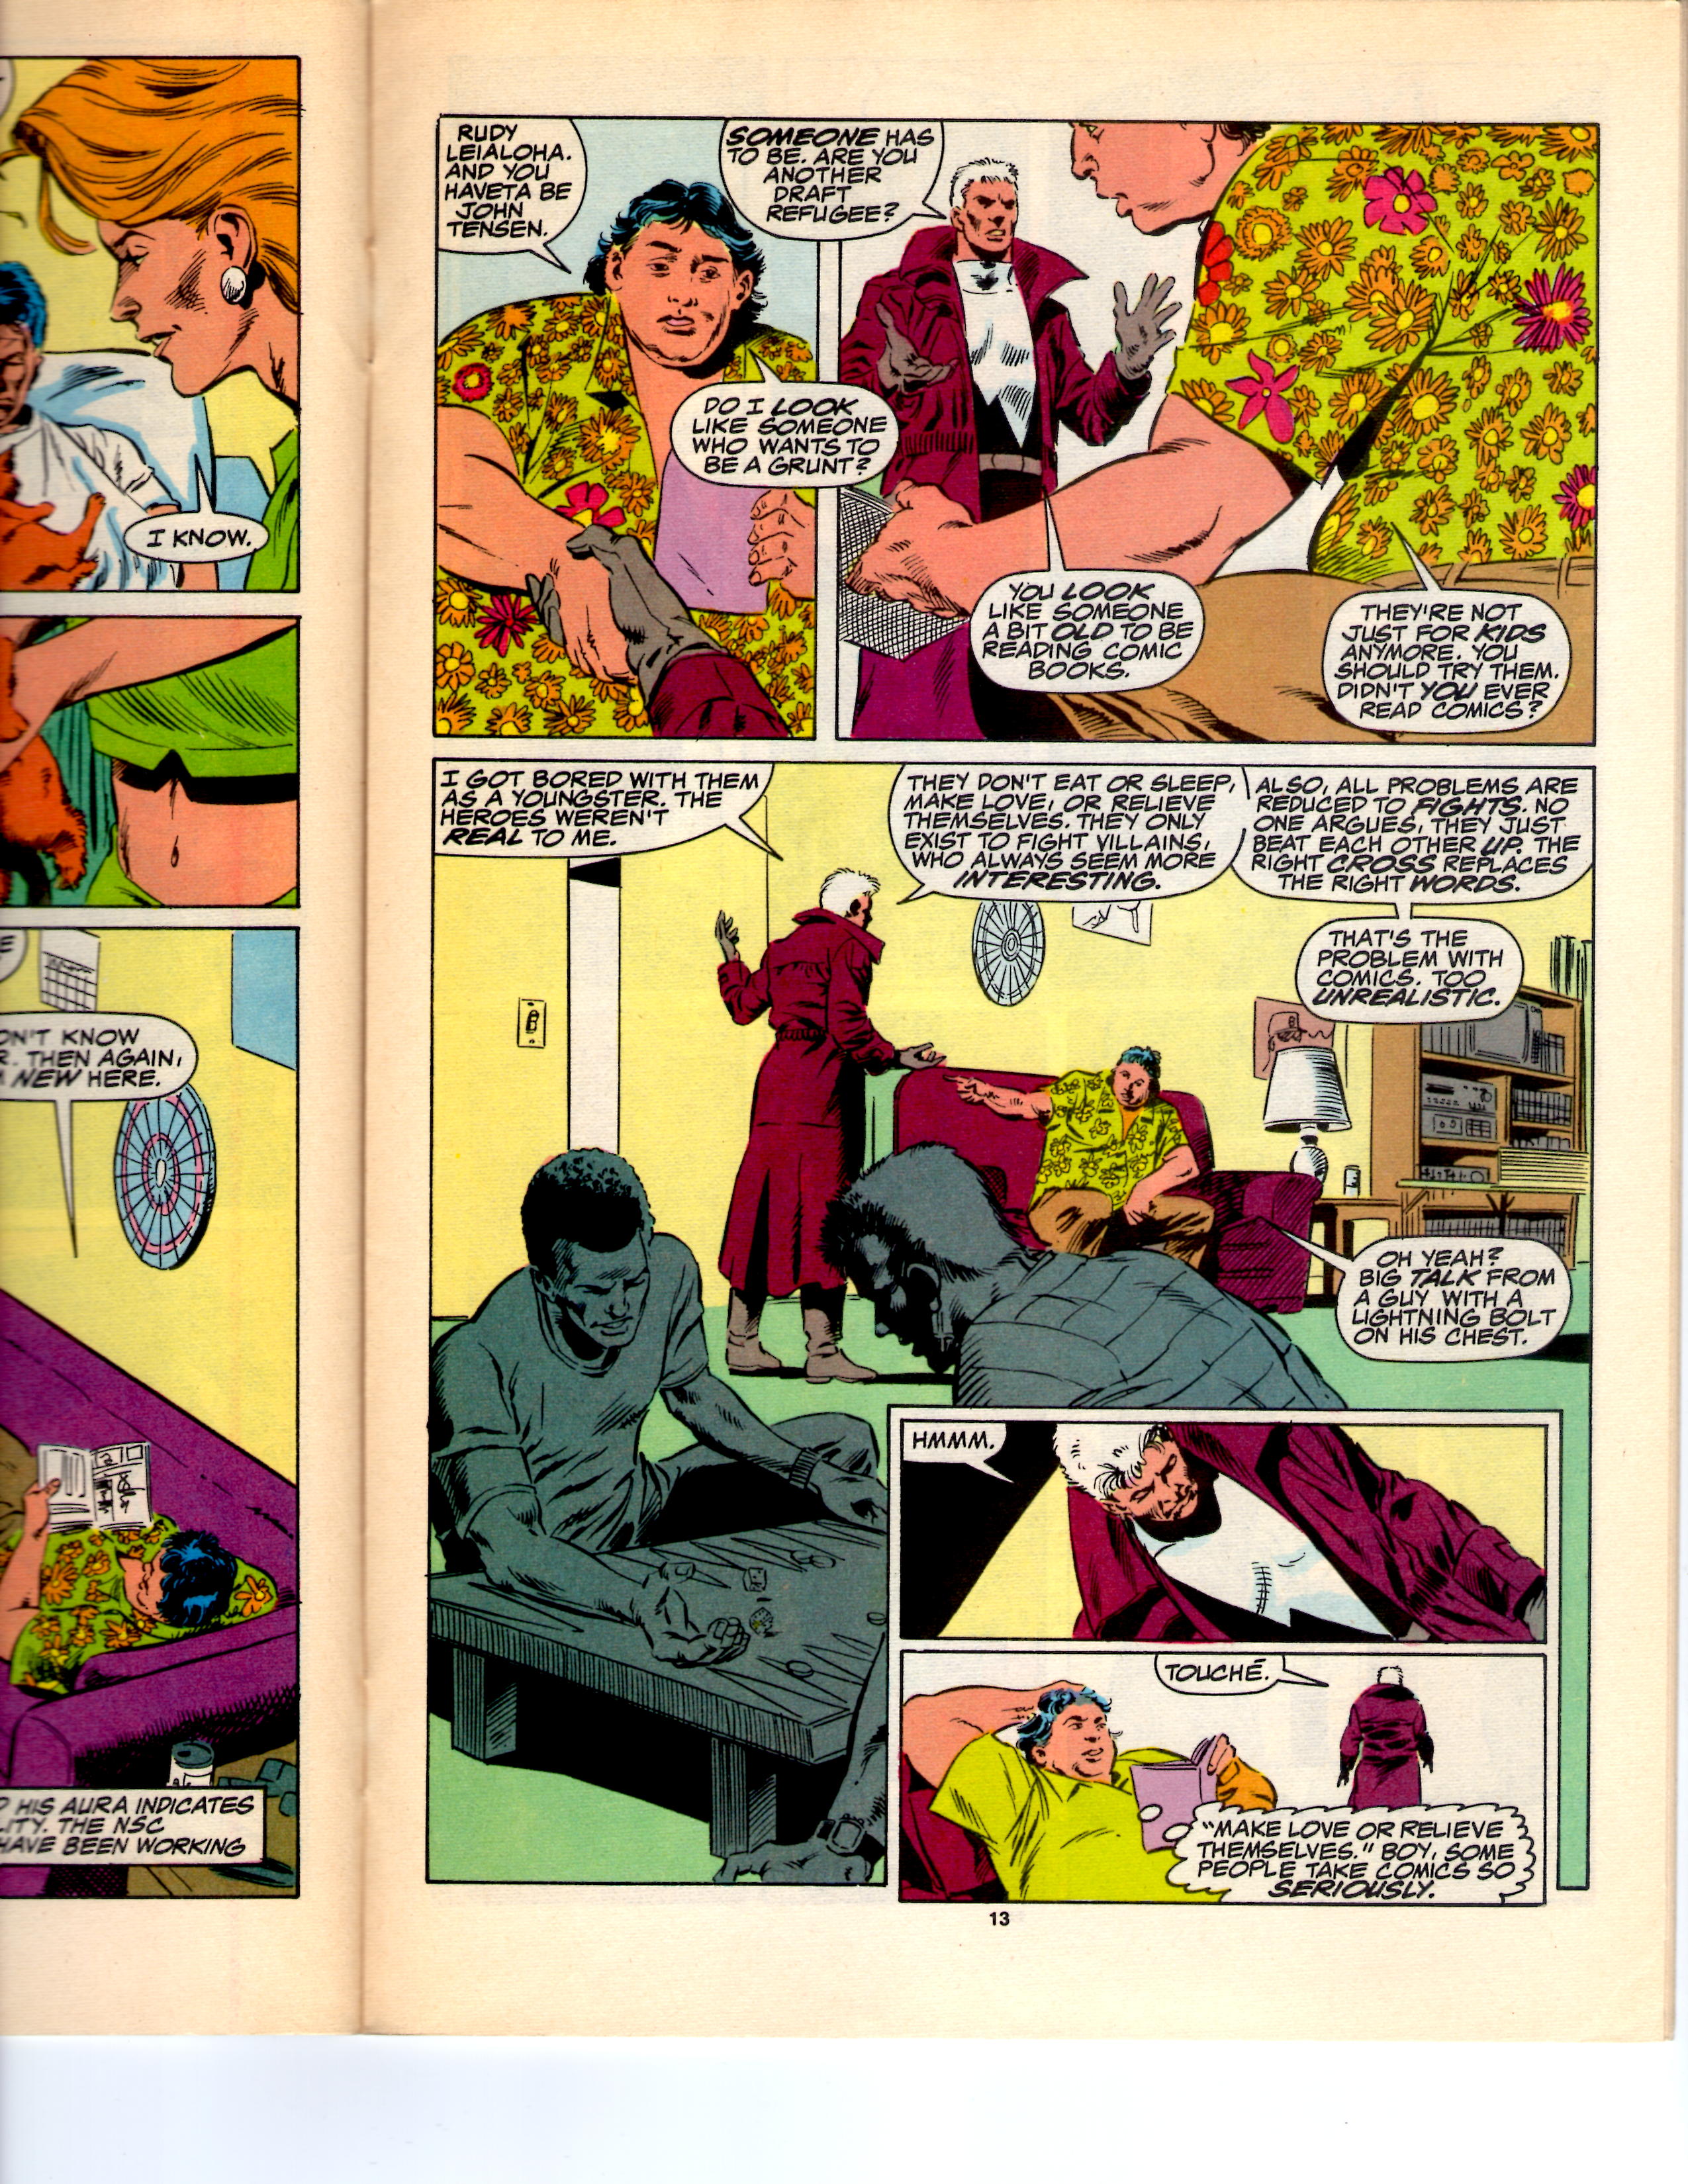 I KNOW.
ON'T KNOW
R. THEN AGAIN,
NEW HERE.
HIS AURA INDICATES
LITY. THE NSC
HAVE BEEN WORKING
RUDY
LEIALOHA.
AND YOU
HAVETA BE
JOHN
TENSEN.
SOMEONE HAS
TO BE. ARE YOU
ANOTHER
DRAFT
REFUGEE?
DO I LOOK
LIKE SOMEONE
WHO WANTS TO
BE A GRUNT?
YOU LOOK
LIKE SOMEONE
A BIT OLD TO BE
READING COMIC
BOOKS.
THEY'RE NOT
JUST FOR KIDS
ANYMORE. YOU
SHOULD TRY THEM.
DIDN'T YOU EVER
READ COMICS?
I GOT BORED WITH THEM
AS A YOUNGSTER. THE
HEROES WEREN'T
REAL TO ME.
THEY DON'T EAT OR SLEEP,
MAKE LOVE, OR RELIEVE
THEMSELVES. THEY ONLY
EXIST TO FIGHT VILLAINS,
WHO ALWAYS SEEM MORE
INTERESTING.
ALSO, ALL PROBLEMS ARE
REDUCED TO FIGHTS. NO
ONE ARGUES, THEY JUST
BEAT EACH OTHER UP. THE
RIGHT CROSS REPLACES
THE RIGHT WORDS.
THAT'S THE
PROBLEM WITH
COMICS. TOO
UNREALISTIC.
OH YEAH?
BIG TALK FROM
A GUY WITH A
LIGHTNING BOLT
ON HIS CHEST.
HMMM.
TOUCHÉ.
"MAKE LOVE OR RELIEVE
THEMSELVES." BOY, SOME
PEOPLE TAKE COMICS SO
SERIOUSLY.
13